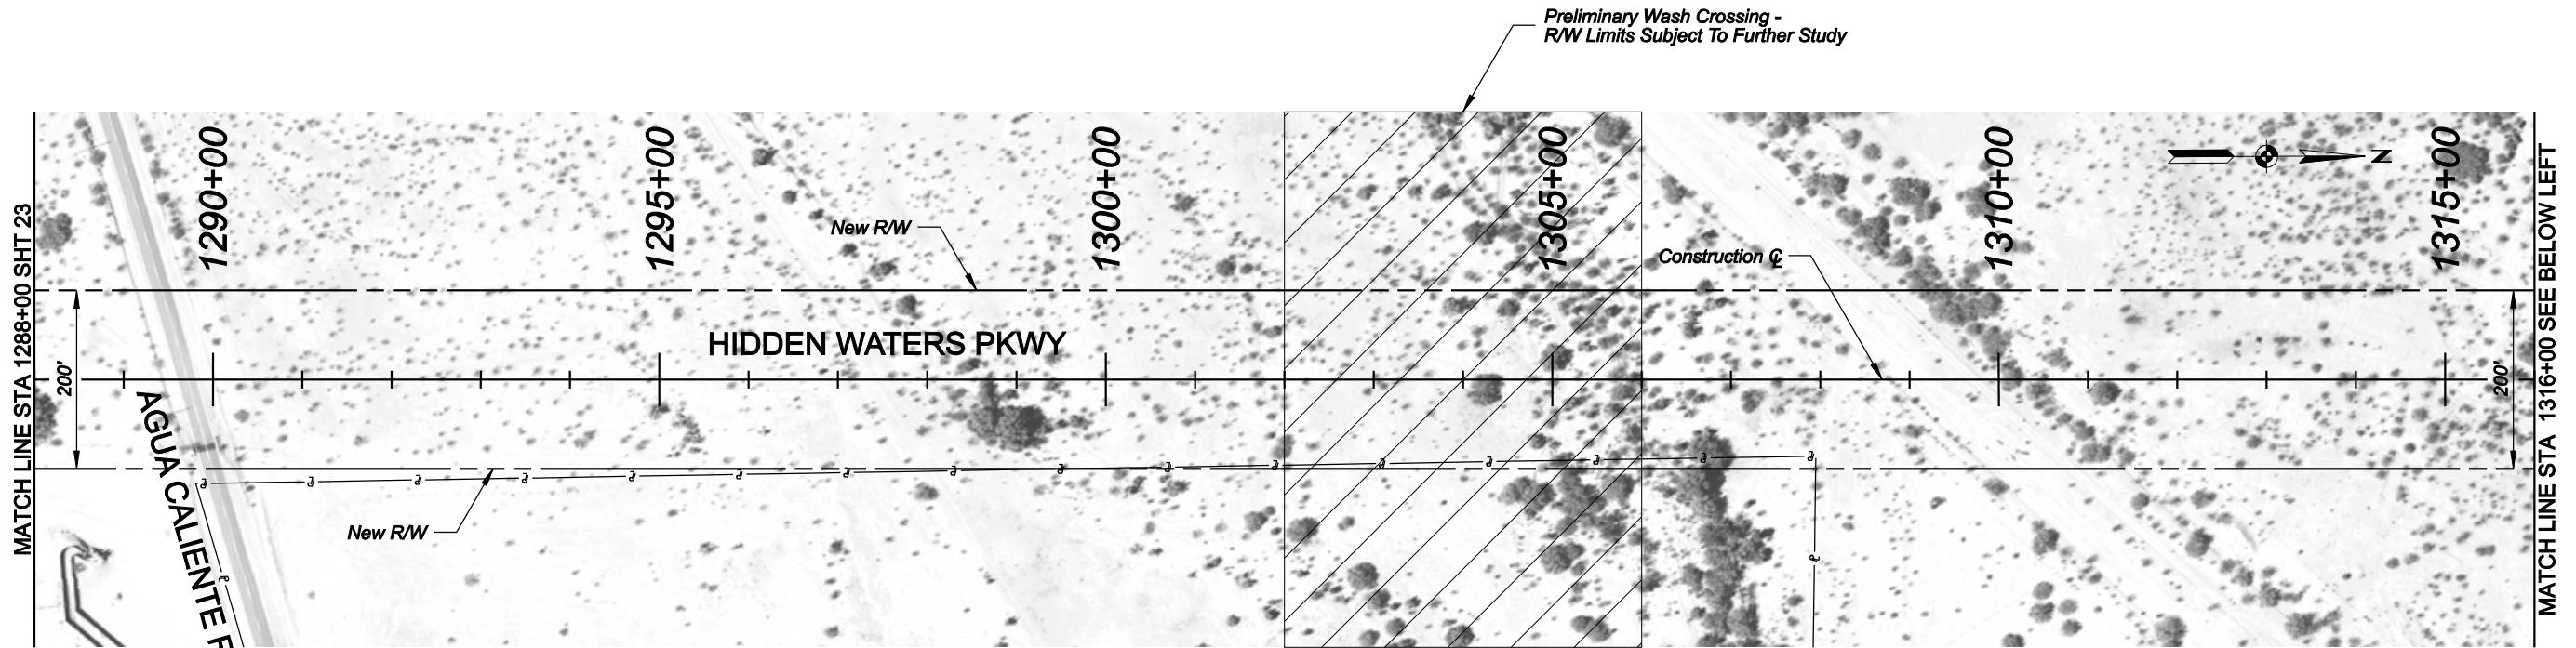 Preliminary Wash Crossing -
R/W Limits Subject To Further Study
MATCH LINE STA 1288+00 SHT 23
1290+00
1295+00
1300+00
1305+00
1310+00
1315+00
N
MATCH LINE STA 1316+00 SEE BELOW LEFT
New R/W
Construction ℄
HIDDEN WATERS PKWY
200'
200'
AGUA CALIENTE
New R/W